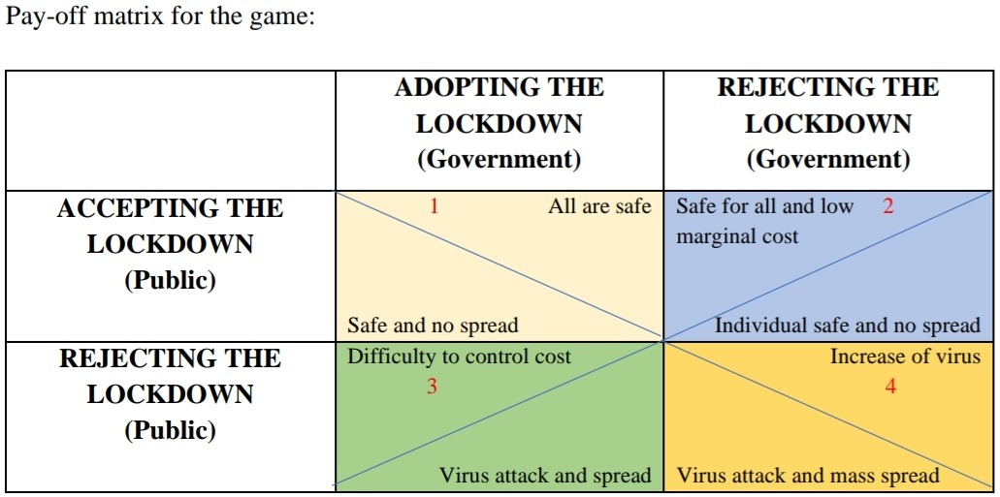 Pay-off matrix for the game:
ADOPTING THE
LOCKDOWN
(Government)
REJECTING THE
LOCKDOWN
(Government)
ACCEPTING THE
LOCKDOWN
(Public)
1 All are safe
Safe and no spread
Safe for all and low 2
marginal cost
Individual safe and no spread
REJECTING THE
LOCKDOWN
(Public)
Difficulty to control cost
3
Virus attack and spread
Increase of virus
4
Virus attack and mass spread